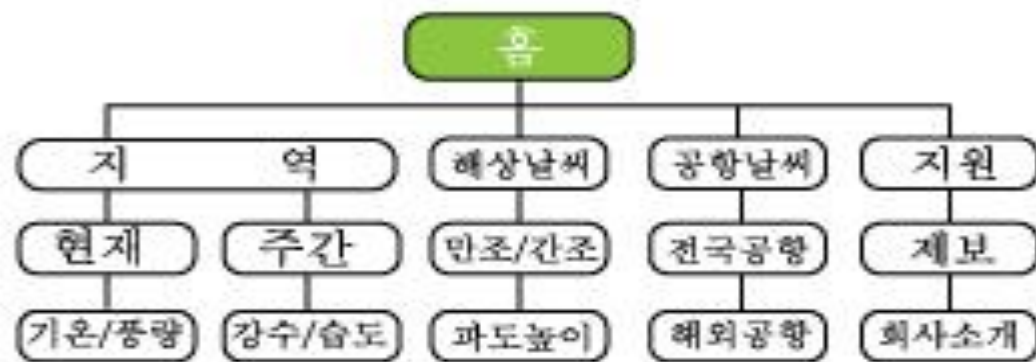 홈
지 역 해상날씨 공항날씨 지원
현재 주간 만조/간조 전국공항 제보
기온/풍량 강수/습도 파도높이 해외공항 회사소개